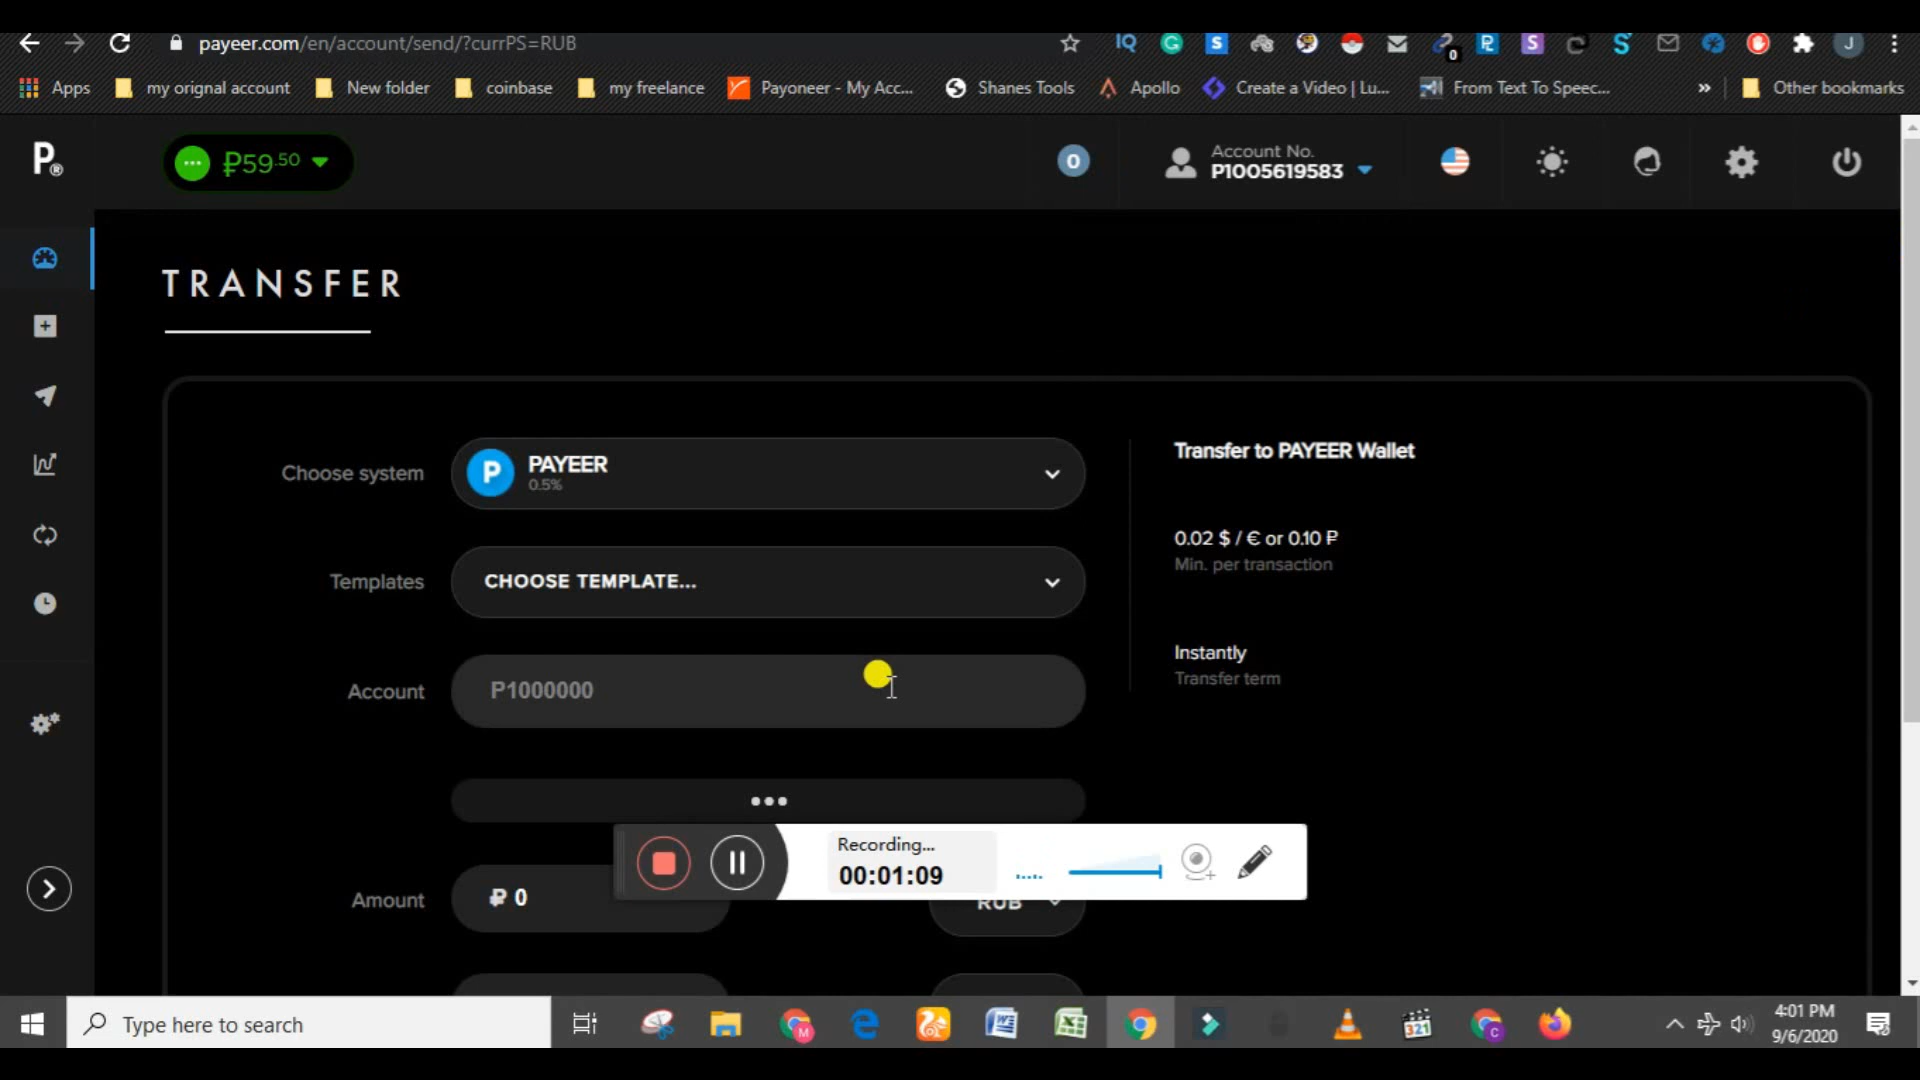 payeer.com/en/account/send/?currPS=RUB
IQ
0
Apps
my orignal account
New folder
coinbase
my freelance
Payoneer - My Acc...
Shanes Tools
Apollo
Create a Video | Lu...
From Text To Speec...
»
Other bookmarks
P®
₽59.50
0
Account No.
P1005619583
TRANSFER
Choose system
P
PAYEER
0.5%
Transfer to PAYEER Wallet
0.02 $ / € or 0.10 ₽
Min. per transaction
Templates
CHOOSE TEMPLATE...
Instantly
Transfer term
Account
P1000000
Recording...
00:01:09
Amount
₽ 0
RUB
Type here to search
321
4:01 PM
9/6/2020